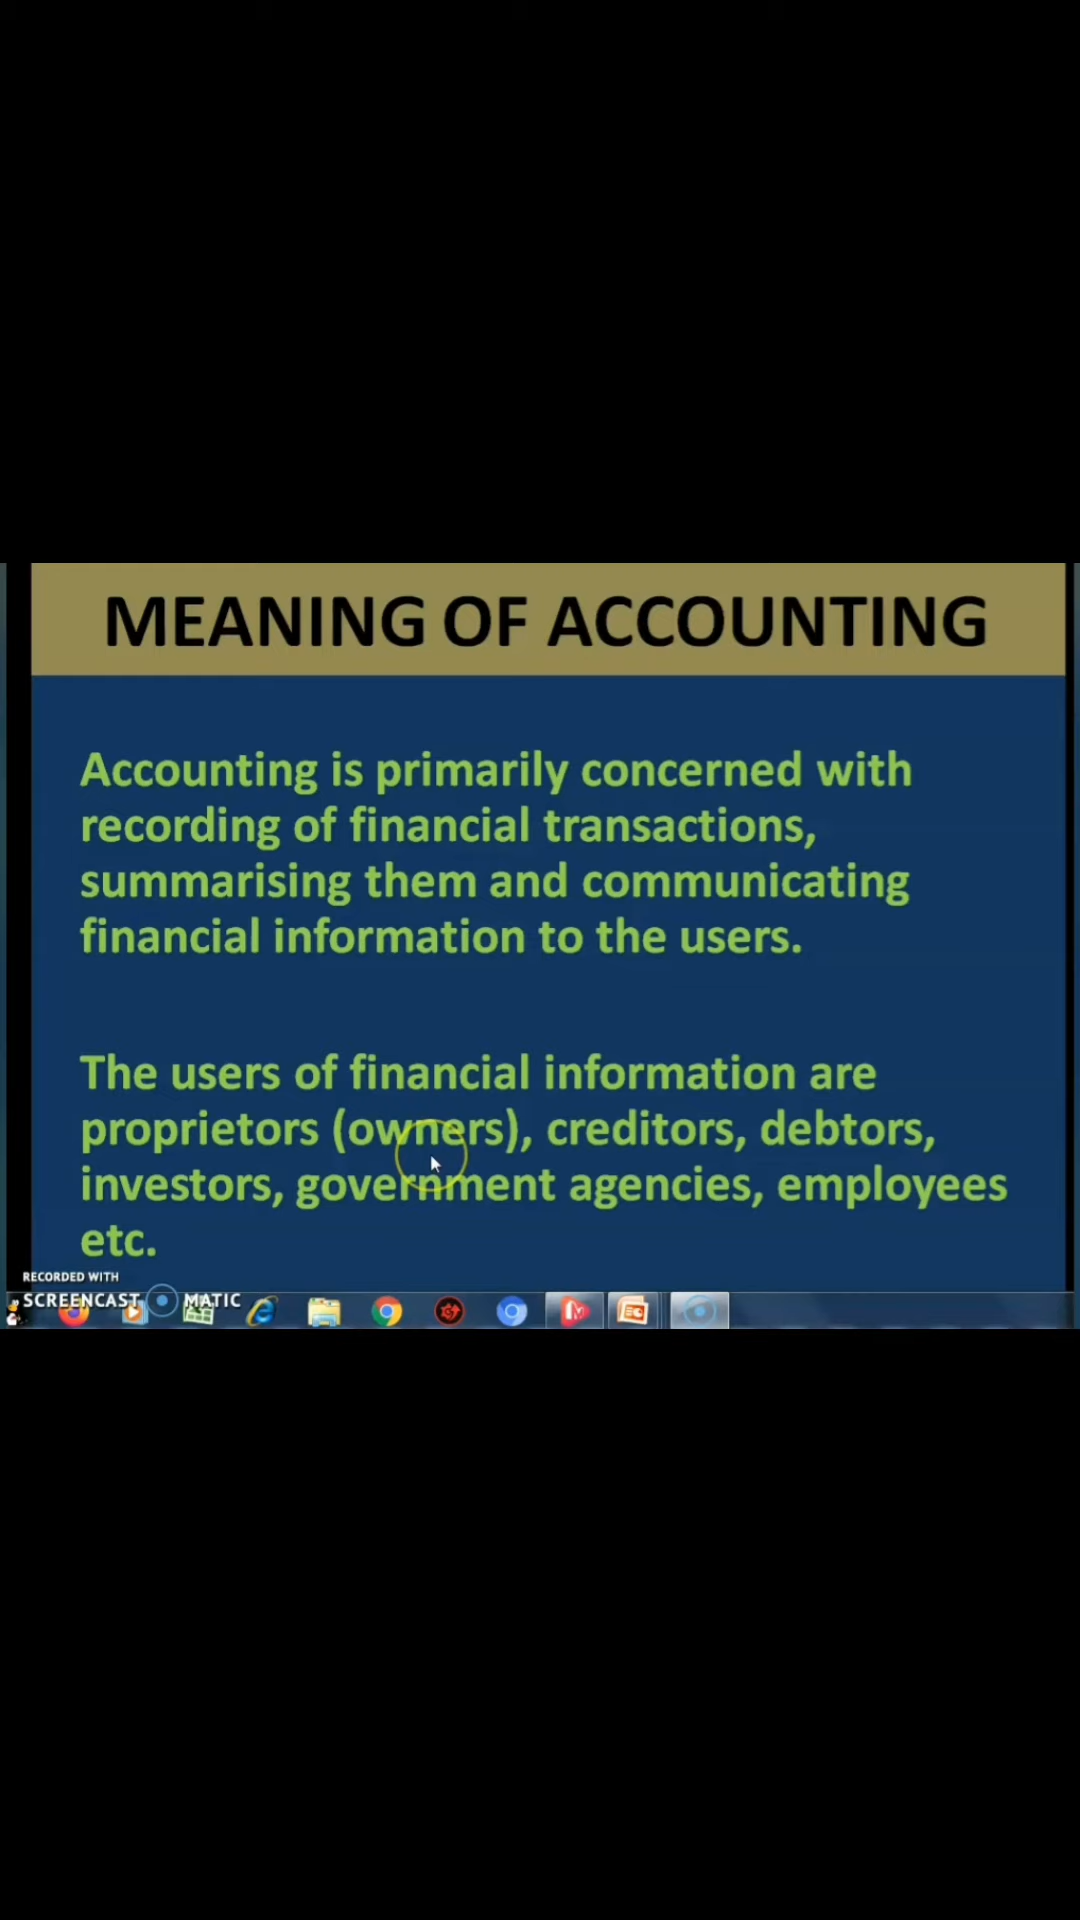 MEANING OF ACCOUNTING
Accounting is primarily concerned with
recording of financial transactions,
summarising them and communicating
financial information to the users.
The users of financial information are
proprietors (owners), creditors, debtors,
investors, government agencies, employees
etc.
RECORDED WITH
SCREENCAST MATIC